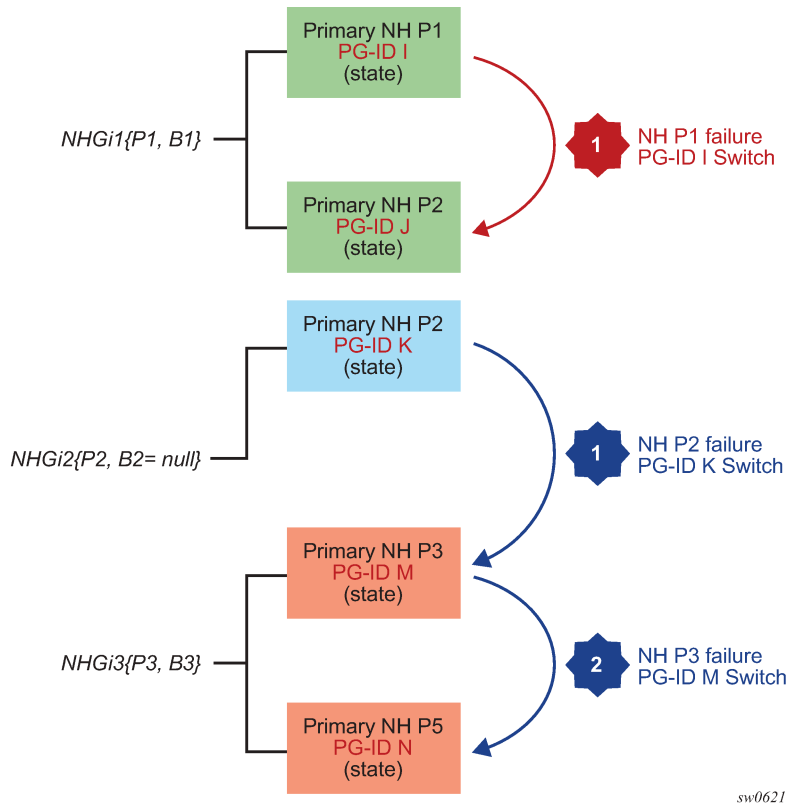 Primary NH P1
PG-ID I
(state)
NHGi1{P1, B1}
1
NH P1 failure
PG-ID I Switch
Primary NH P2
PG-ID J
(state)
Primary NH P2
PG-ID K
(state)
NHGi2{P2, B2= null}
1
NH P2 failure
PG-ID K Switch
Primary NH P3
PG-ID M
(state)
NHGi3{P3, B3}
2
NH P3 failure
PG-ID M Switch
Primary NH P5
PG-ID N
(state)
sw0621